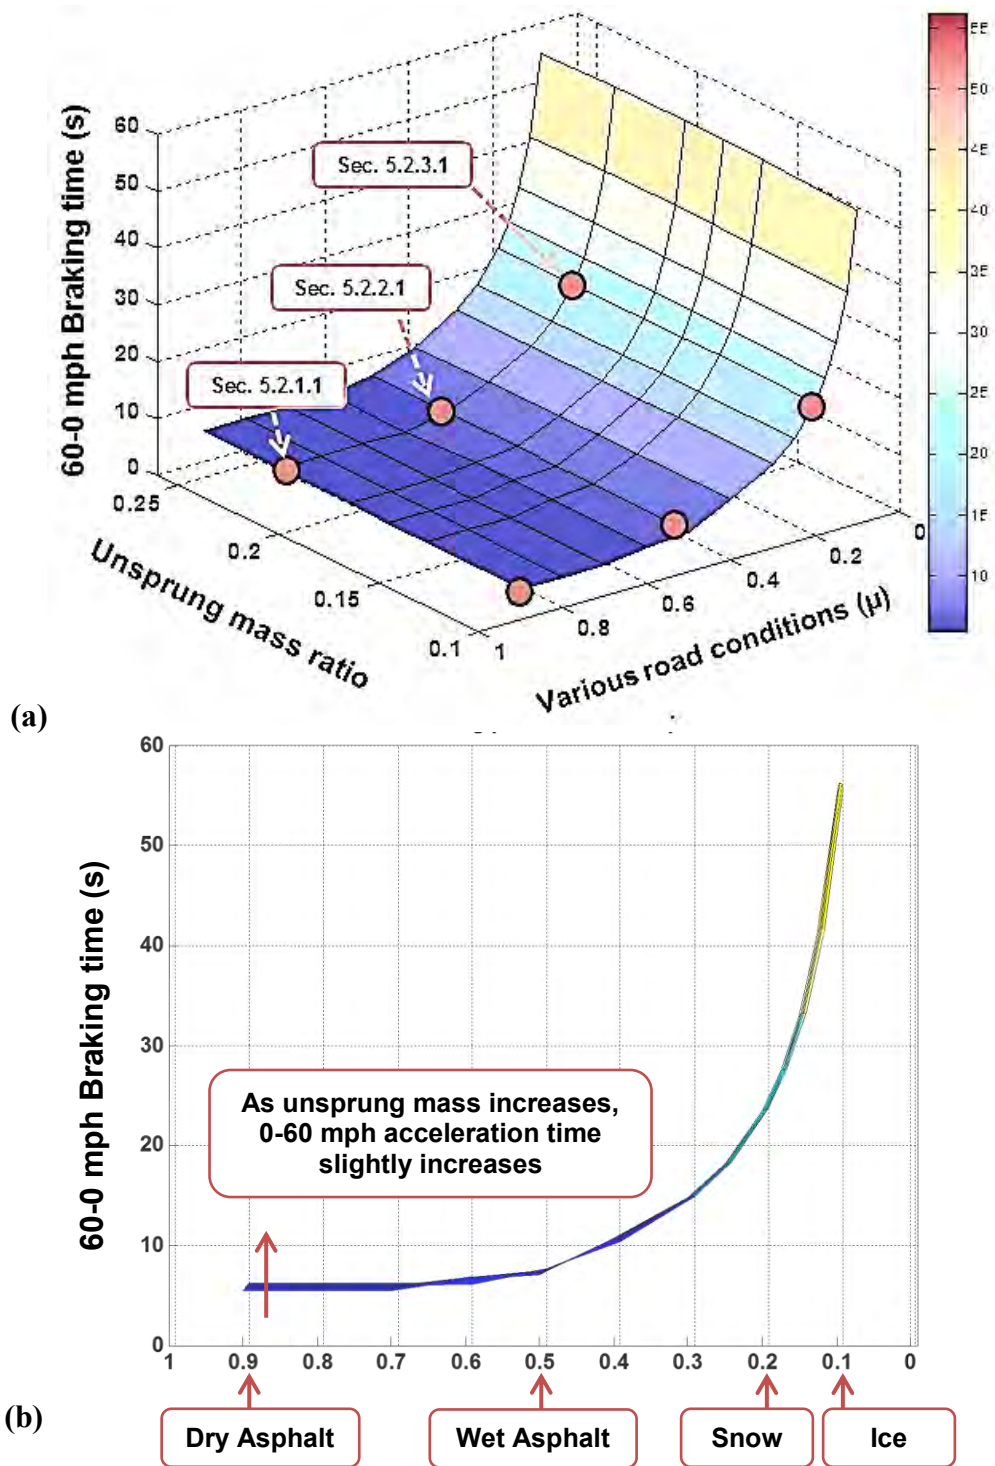 60-0 mph Braking time (s)
60
50
40
30
20
10
0
Sec. 5.2.3.1
Sec. 5.2.2.1
Sec. 5.2.1.1
0.25
0.2
0.15
0.1
Unsprung mass ratio
1
0.8
0.6
0.4
0.2
Various road conditions (μ)
55
50
45
40
35
30
25
20
15
10
(a)
60-0 mph Braking time (s)
60
50
40
30
20
10
0
As unsprung mass increases,
0-60 mph acceleration time
slightly increases
1 0.9 0.8 0.7 0.6 0.5 0.4 0.3 0.2 0.1 0
(b)
Dry Asphalt
Wet Asphalt
Snow
Ice